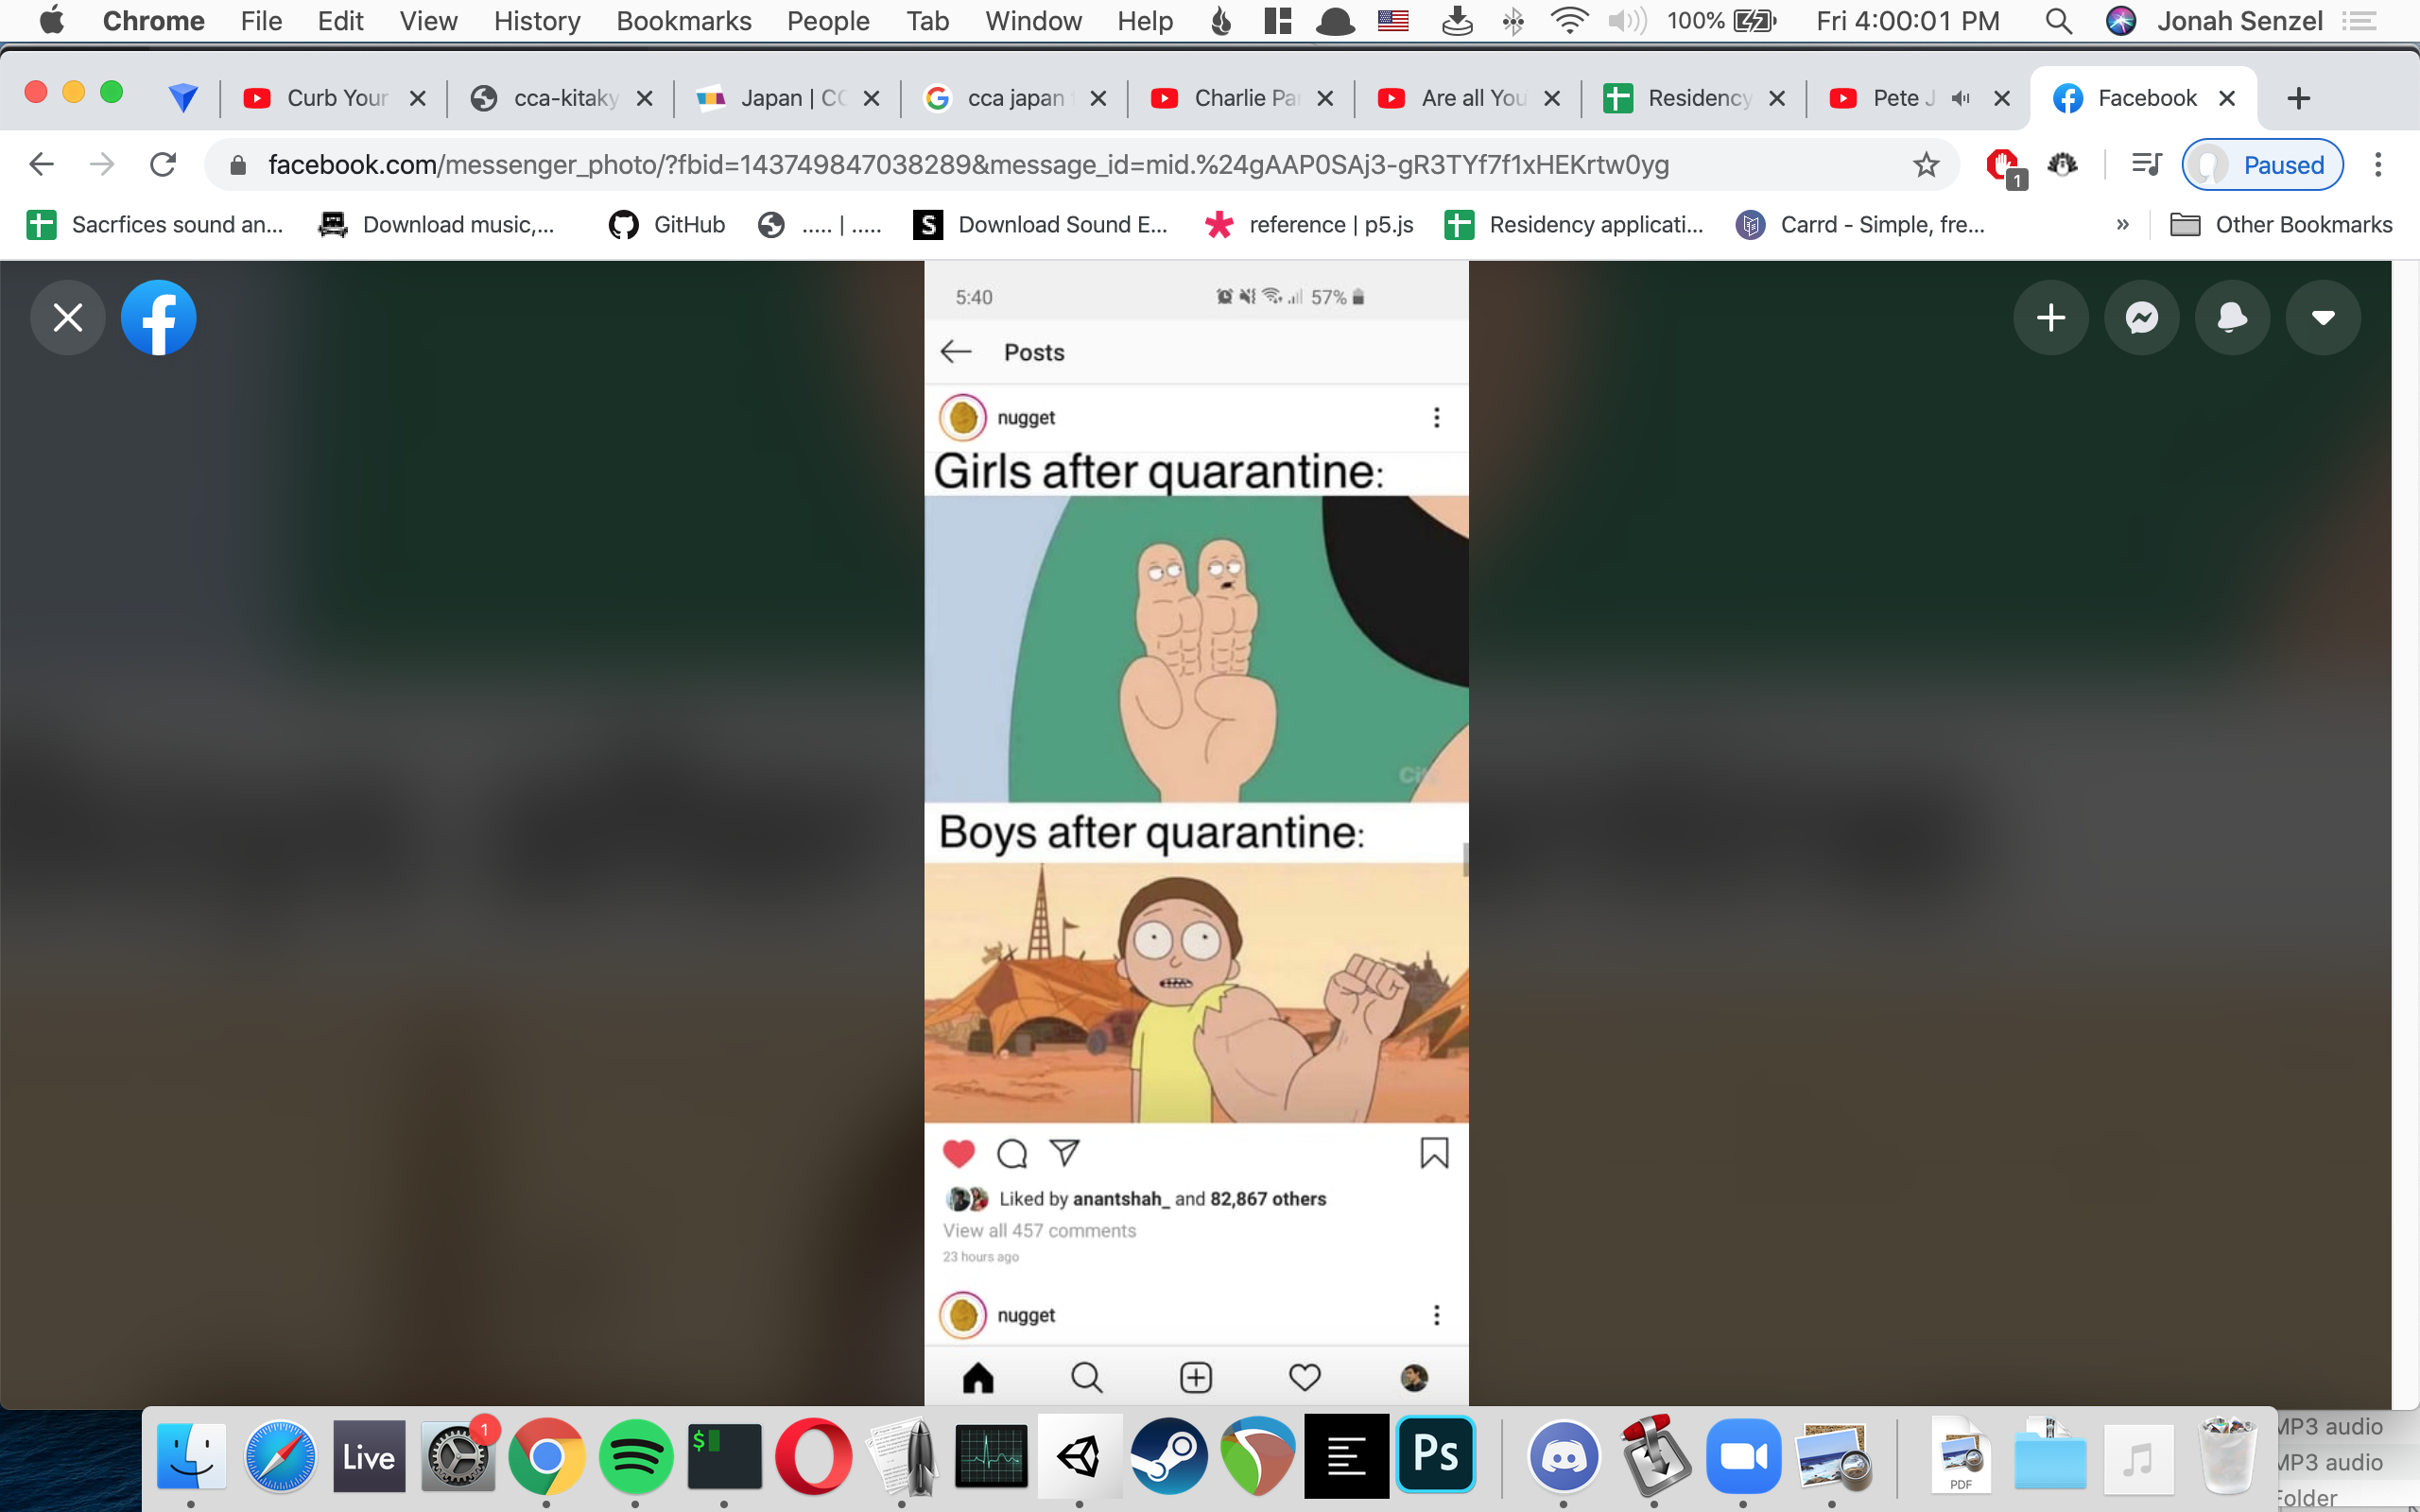 Chrome File Edit View History Bookmarks People Tab Window Help 100% Fri 4:00:01 PM Jonah Senzel
Curb Your cca-kitaky Japan | CC cca japan Charlie Pa Are all You Residency Pete J Facebook
facebook.com/messenger_photo/?fbid=143749847038289&message_id=mid.%24gAAP0SAj3-gR3TYf7f1xHEKrtw0yg 1 Paused
Sacrfices sound an... Download music,... GitHub ..... | ..... S Download Sound E... reference | p5.js Residency applicati... Carrd - Simple, fre... » Other Bookmarks
5:40 57%
Posts
nugget
Girls after quarantine:
Boys after quarantine:
Liked by anantshah_ and 82,867 others
View all 457 comments
23 hours ago
nugget
Live 1 $ Ps PDF
MP3 audio
MP3 audio
Folder